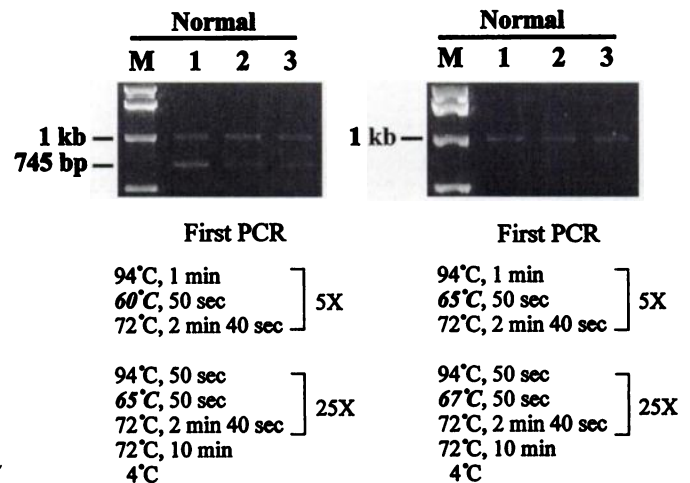 Normal
M 1 2 3
1 kb
745 bp
First PCR
94°C, 1 min
60°C, 50 sec
72°C, 2 min 40 sec
5X
94°C, 50 sec
65°C, 50 sec
72°C, 2 min 40 sec
25X
72°C, 10 min
4°C
Normal
M 1 2 3
1 kb
First PCR
94°C, 1 min
65°C, 50 sec
72°C, 2 min 40 sec
5X
94°C, 50 sec
67°C, 50 sec
72°C, 2 min 40 sec
25X
72°C, 10 min
4°C